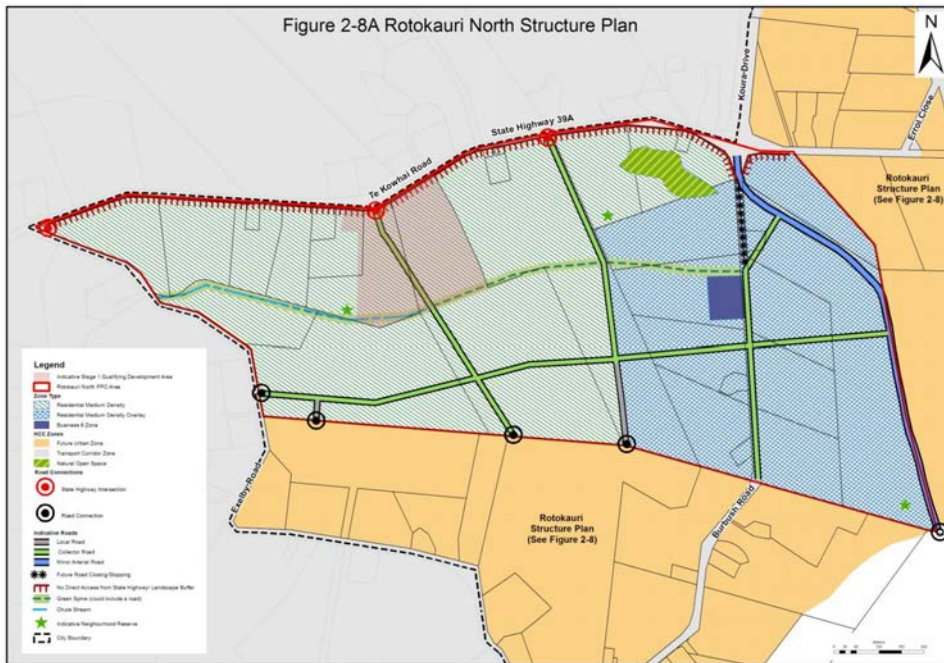 Figure 2-8A Rotokauri North Structure Plan
N
Koura-Drive
Errol Close
State Highway 39A
Te Kowhai Road
Rotokauri
Structure Plan
(See Figure 2-8)
Legend
Indicative Stage 1 Qualifying Development Area
Rotokauri North PPC Area
Zone Type
Residential Medium Density
Residential Medium Density Overlay
Business 6 Zone
HCC Zones
Future Urban Zone
Transport Corridor Zone
Natural Open Space
Road Connections
State Highway Intersection
Road Connection
Indicative Roads
Local Road
Collector Road
Minor Arterial Road
Future Road Closing/Stopping
No Direct Access from State Highway/ Landscape Buffer
Green Spine (could include a road)
Ohote Stream
Indicative Neighbourhood Reserve
City Boundary
Exelby Road
Rotokauri
Structure Plan
(See Figure 2-8)
Burbush Road
Meters